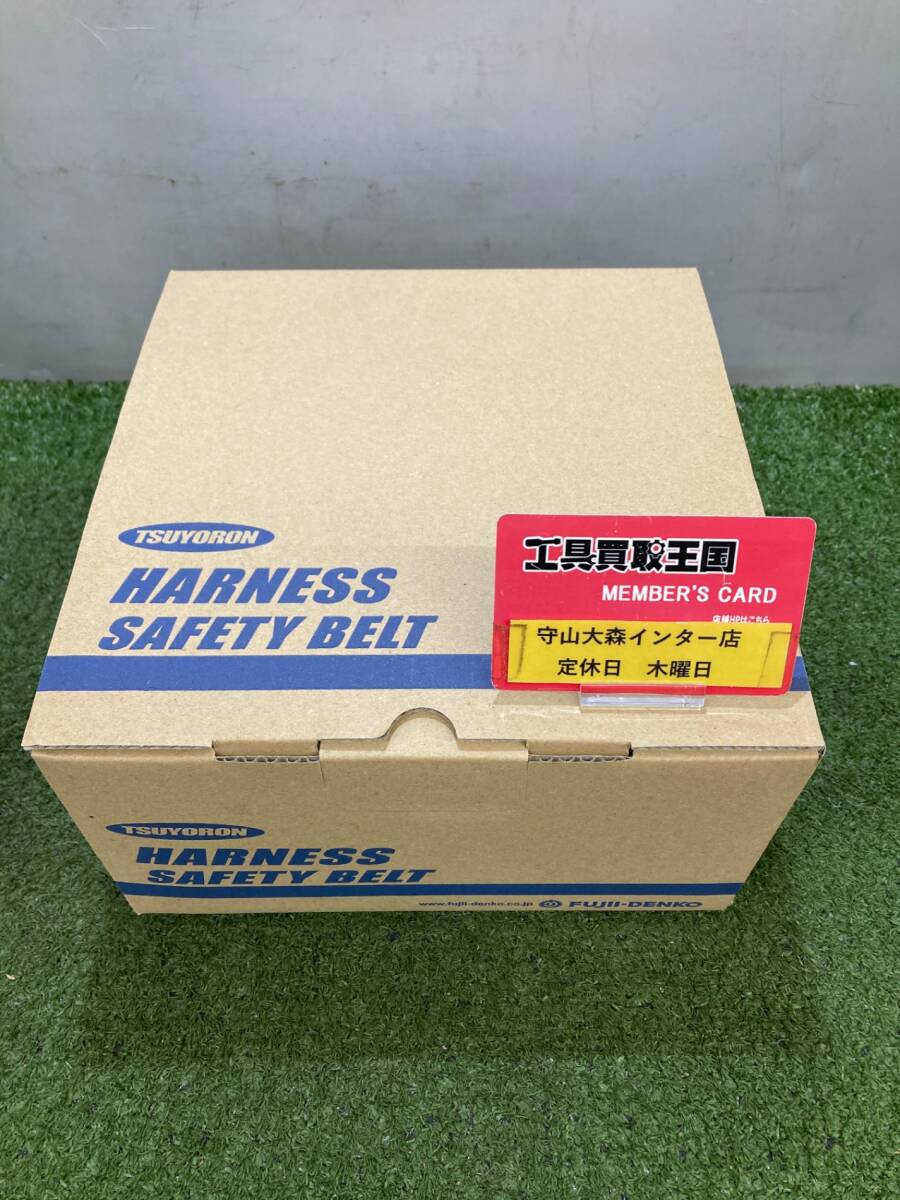 TSUYORON
HARNESS
SAFETY BELT
工具買取王国
MEMBER'S CARD
店舗HPはこちら
守山大森インター店
定休日 木曜日
TSUYORON
HARNESS
SAFETY BELT
www.fujii-denko.co.jp FUJII-DENKO